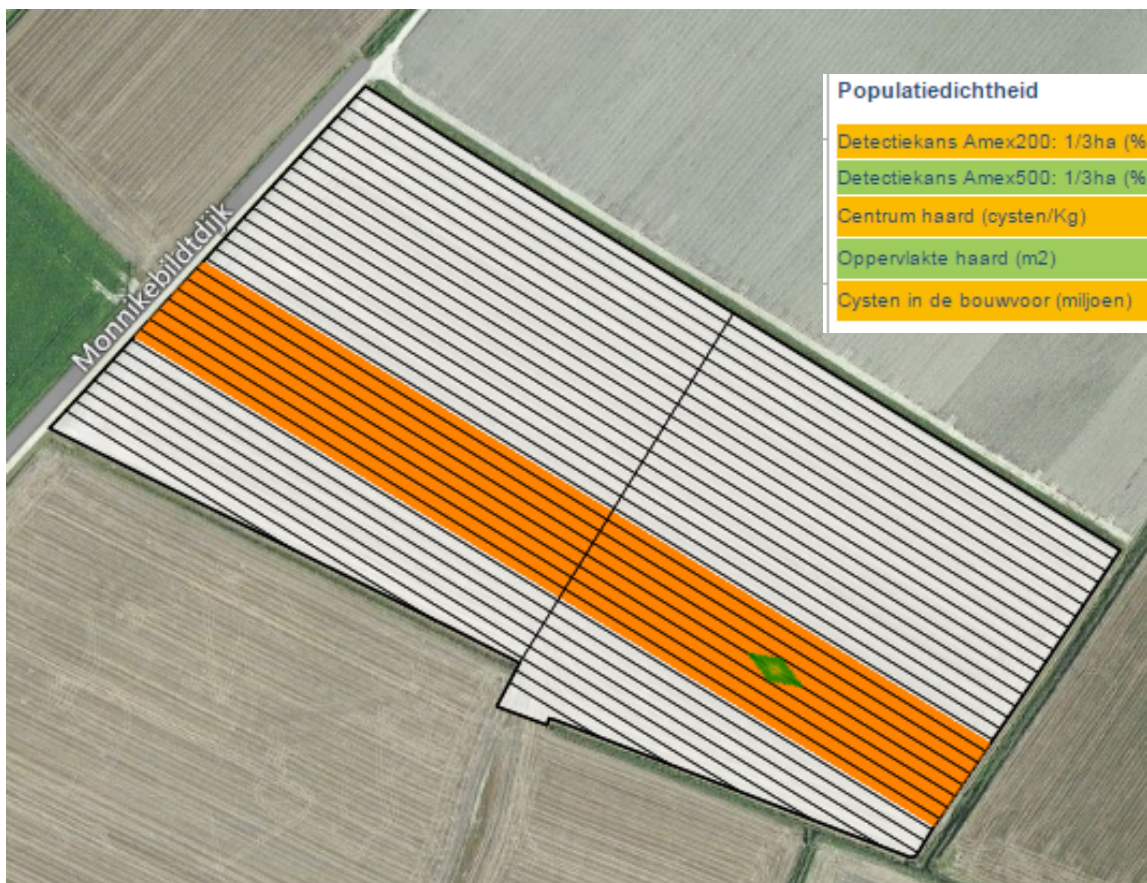 Populatiedichtheid
Detectiekans Amex200: 1/3ha (%
Detectiekans Amex500: 1/3ha (%
Centrum haard (cysten/Kg)
Oppervlakte haard (m2)
Cysten in de bouwvoor (miljoen)
Monnikebildtdijk